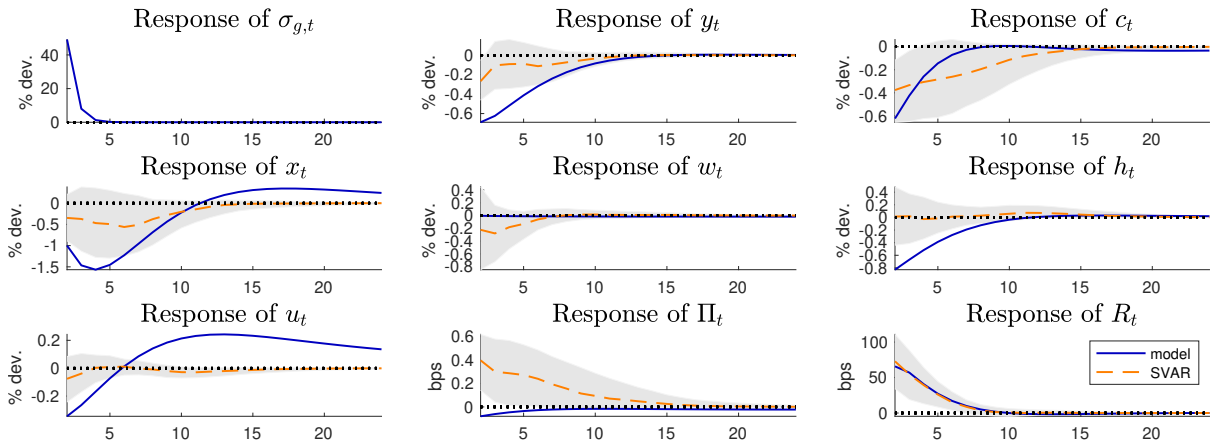 Response of σg,t
% dev.
40
20
0
5 10 15 20
Response of yt
% dev.
0
-0.2
-0.4
-0.6
5 10 15 20
Response of ct
% dev.
0
-0.2
-0.4
-0.6
5 10 15 20
Response of xt
% dev.
0
-0.5
-1
-1.5
5 10 15 20
Response of wt
% dev.
0.4
0.2
0
-0.2
-0.4
-0.6
-0.8
5 10 15 20
Response of ht
% dev.
0.4
0.2
0
-0.2
-0.4
-0.6
-0.8
5 10 15 20
Response of ut
% dev.
0.2
0
-0.2
5 10 15 20
Response of Πt
bps
0.6
0.4
0.2
0
5 10 15 20
Response of Rt
bps
100
50
0
5 10 15 20
model
SVAR